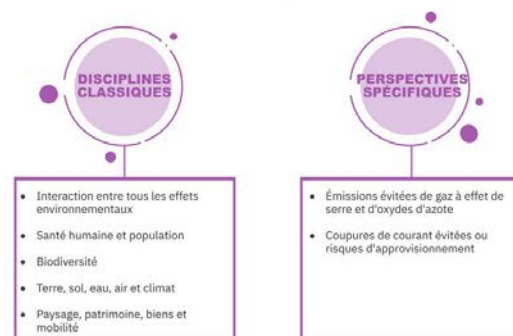 DISCIPLINES
CLASSIQUES
• Interaction entre tous les effets
environnementaux
• Santé humaine et population
• Biodiversité
• Terre, sol, eau, air et climat
• Paysage, patrimoine, biens et
mobilité
PERSPECTIVES
SPÉCIFIQUES
• Émissions évitées de gaz à effet de
serre et d'oxydes d'azote
• Coupures de courant évitées ou
risques d'approvisionnement